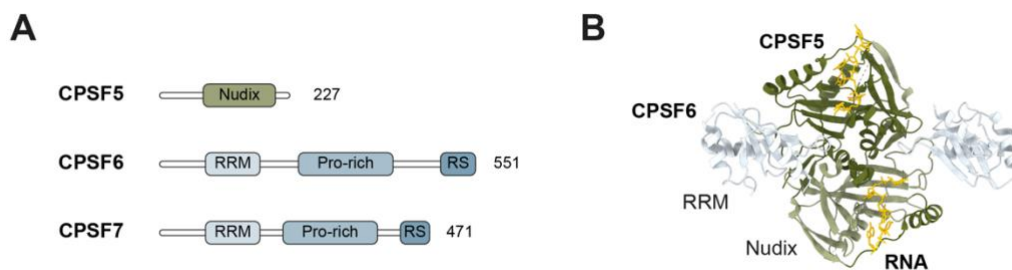 A
CPSF5 Nudix 227
CPSF6 RRM Pro-rich RS 551
CPSF7 RRM Pro-rich RS 471
B
CPSF5
CPSF6
RRM
Nudix
RNA